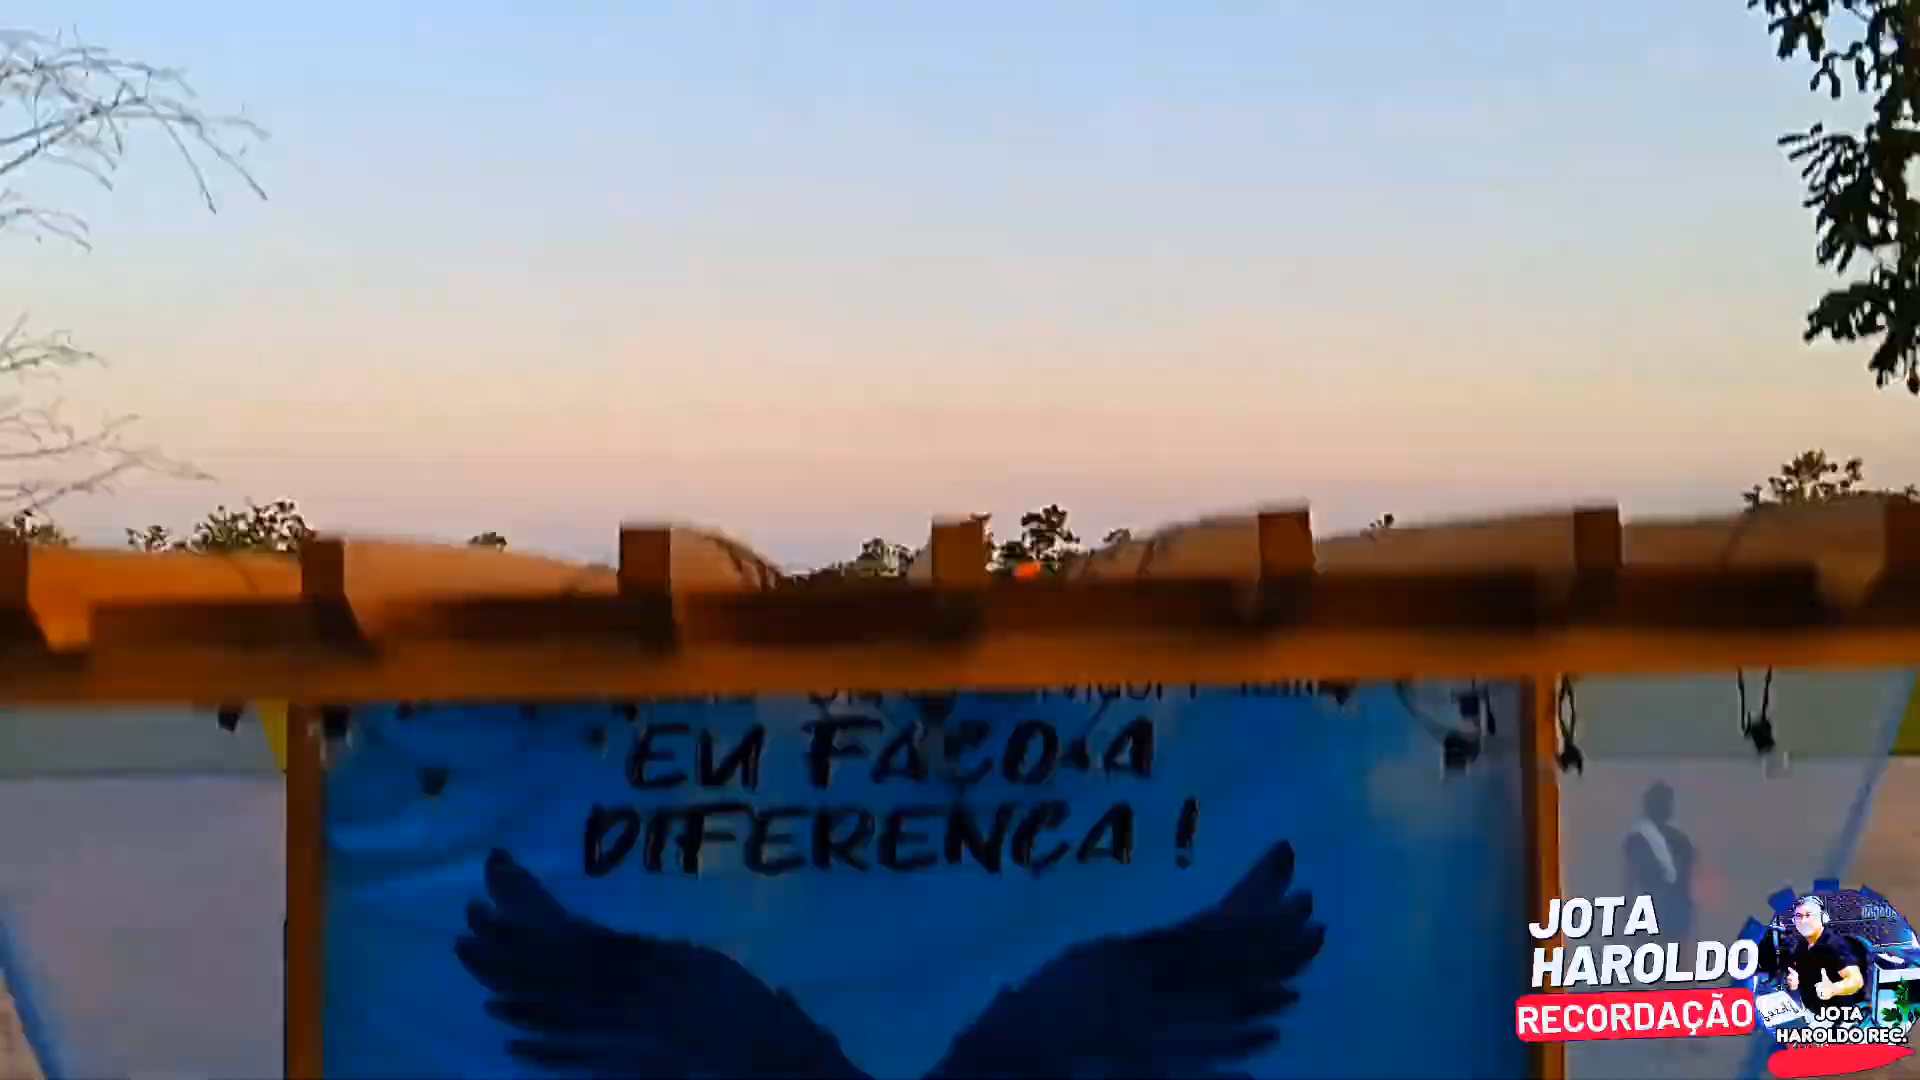 EU FAÇO A
DIFERENÇA!
JOTA
HAROLDO
RECORDAÇÃO
JOTA
HAROLDO REC.